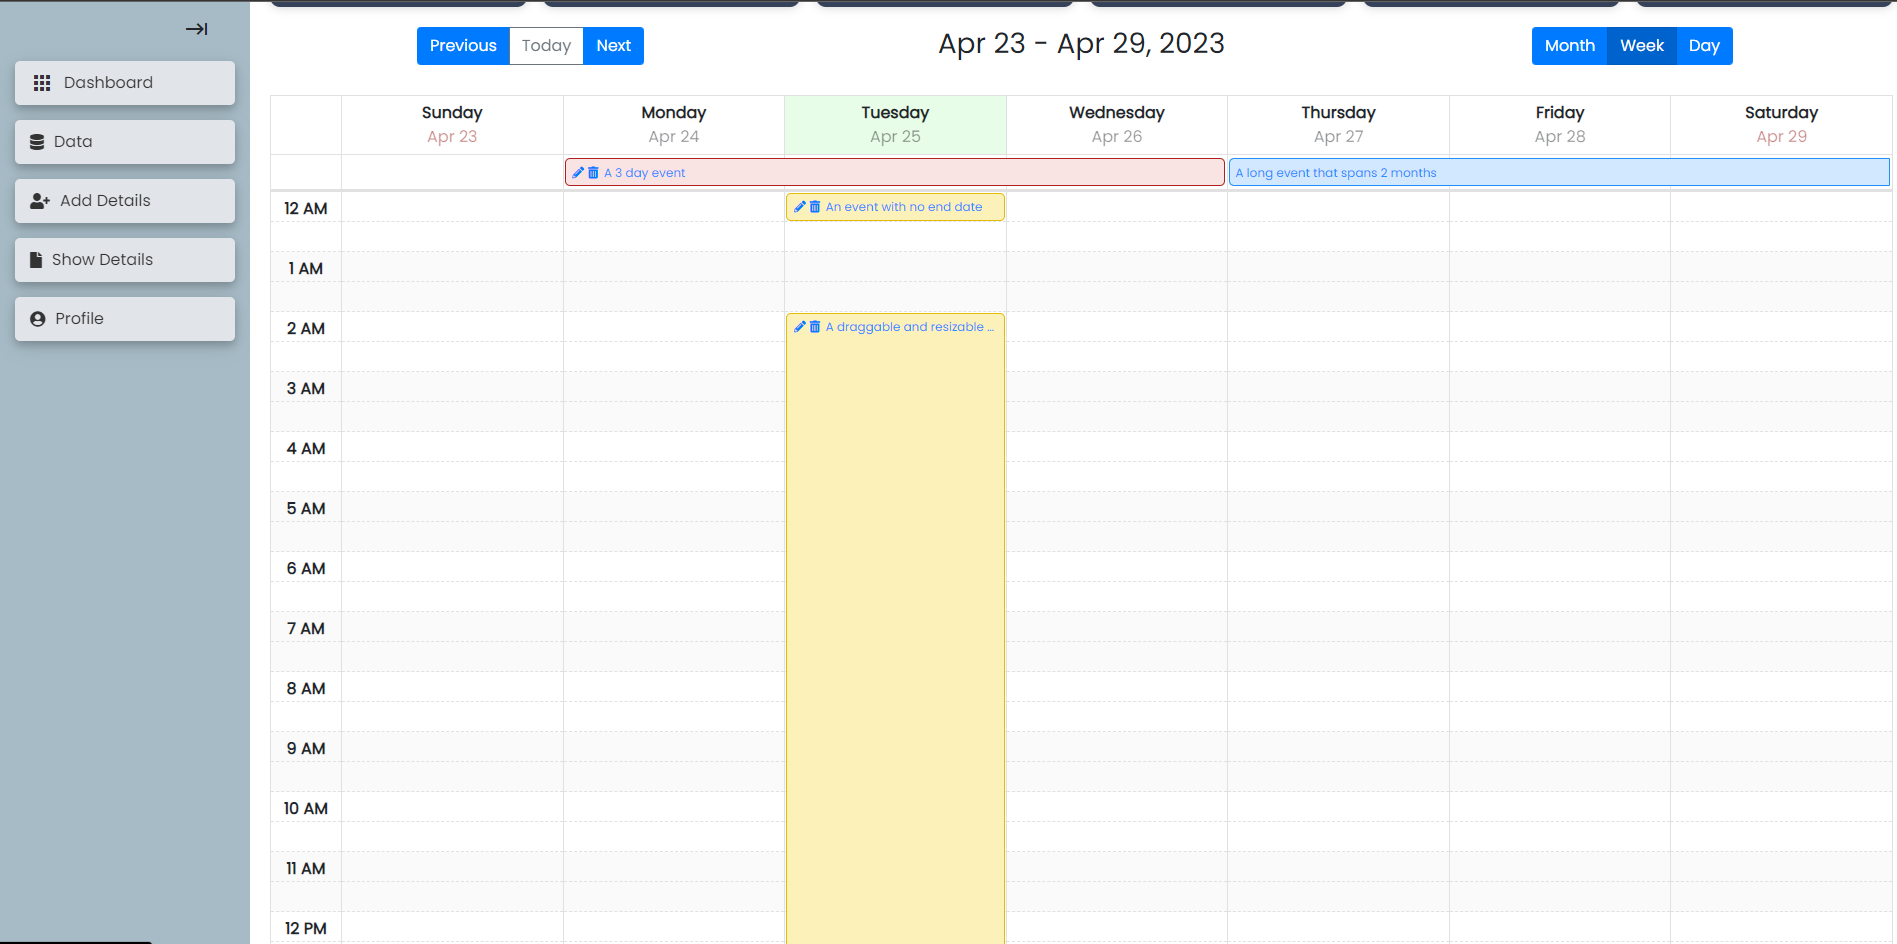 Dashboard
Data
Add Details
Show Details
Profile
Previous Today Next
Apr 23 - Apr 29, 2023
Month Week Day
Sunday Monday Tuesday Wednesday Thursday Friday Saturday
Apr 23 Apr 24 Apr 25 Apr 26 Apr 27 Apr 28 Apr 29
A 3 day event A long event that spans 2 months
12 AM An event with no end date
1 AM
2 AM A draggable and resizable ...
3 AM
4 AM
5 AM
6 AM
7 AM
8 AM
9 AM
10 AM
11 AM
12 PM